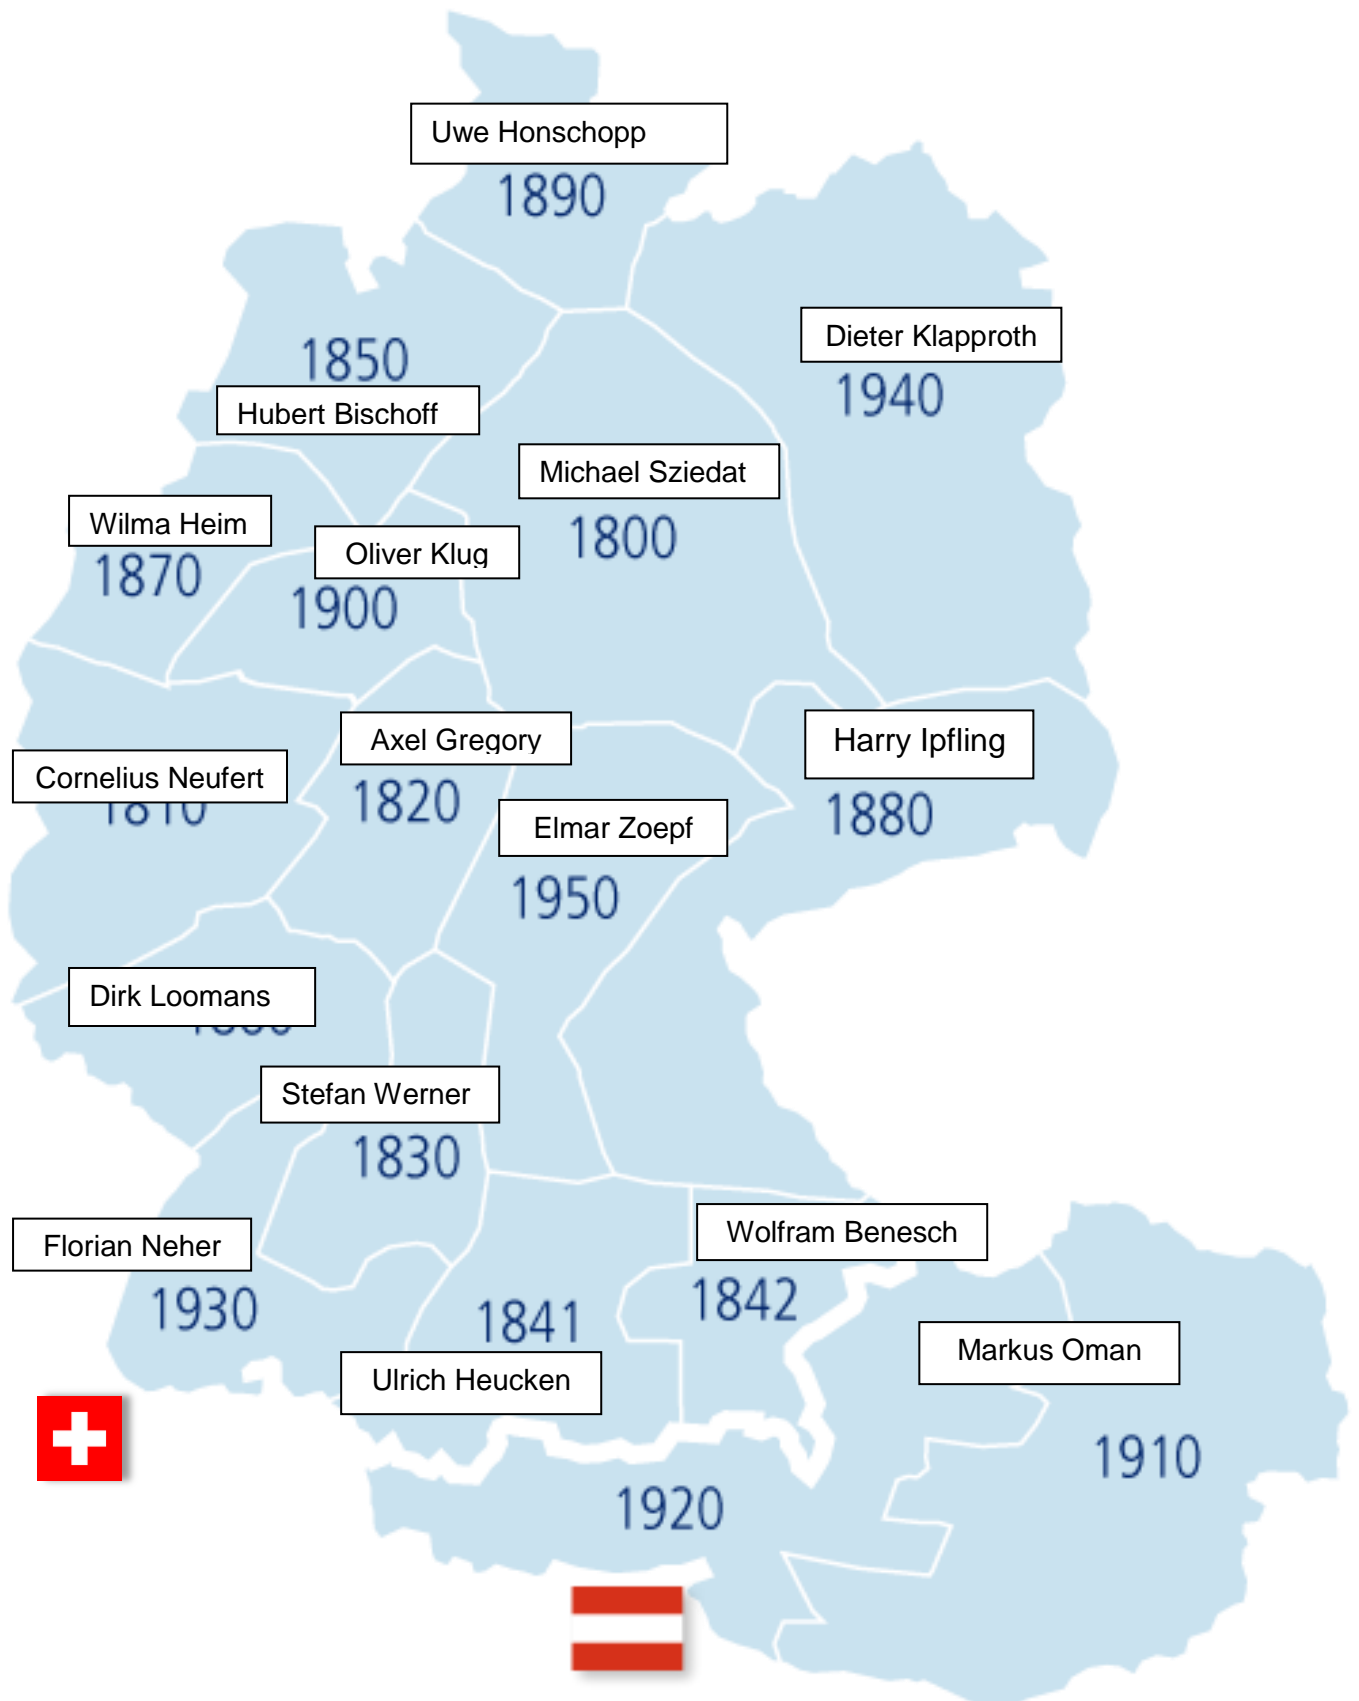 Uwe Honschopp
1890
Dieter Klapproth
1940
1850
Hubert Bischoff
Michael Sziedat
1800
Wilma Heim
1870
Oliver Klug
1900
Axel Gregory
1820
Harry Ipfling
1880
Cornelius Neufert
1810
Elmar Zoepf
1950
Dirk Loomans
Stefan Werner
1830
Florian Neher
1930
Wolfram Benesch
1842
1841
Ulrich Heucken
Markus Oman
1910
1920